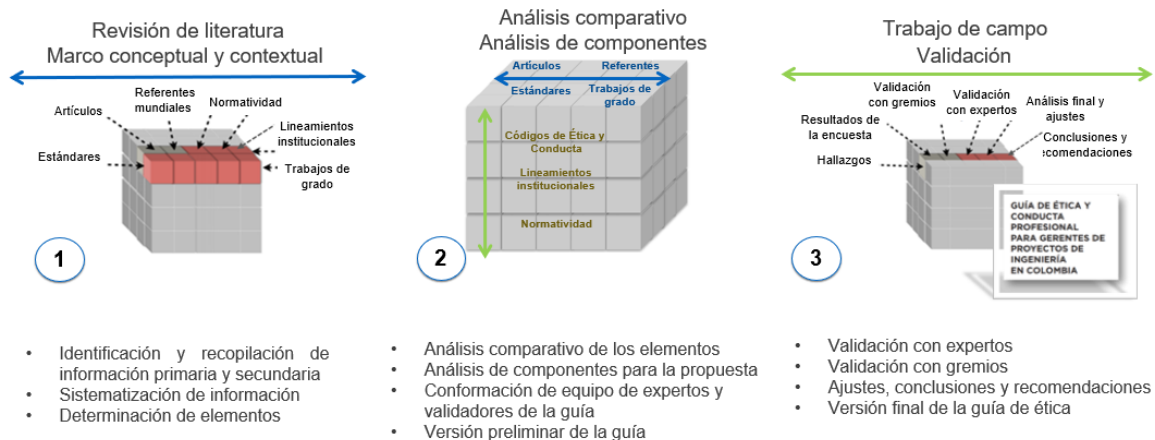 Revisión de literatura
Marco conceptual y contextual
Artículos
Referentes
mundiales
Normatividad
Lineamientos
institucionales
Estándares
Trabajos de
grado
1
• Identificación y recopilación de
información primaria y secundaria
• Sistematización de información
• Determinación de elementos
Análisis comparativo
Análisis de componentes
Artículos
Referentes
Estándares
Trabajos de
grado
Códigos de Ética y
Conducta
Lineamientos
institucionales
Normatividad
2
• Análisis comparativo de los elementos
• Análisis de componentes para la propuesta
• Conformación de equipo de expertos y
validadores de la guía
• Versión preliminar de la guía
Trabajo de campo
Validación
Resultados de
la encuesta
Validación
con gremios
Validación
con expertos
Análisis final y
ajustes
Conclusiones y
recomendaciones
Hallazgos
GUÍA DE ÉTICA Y
CONDUCTA
PROFESIONAL
PARA GERENTES DE
PROYECTOS DE
INGENIERÍA
EN COLOMBIA
3
• Validación con expertos
• Validación con gremios
• Ajustes, conclusiones y recomendaciones
• Versión final de la guía de ética